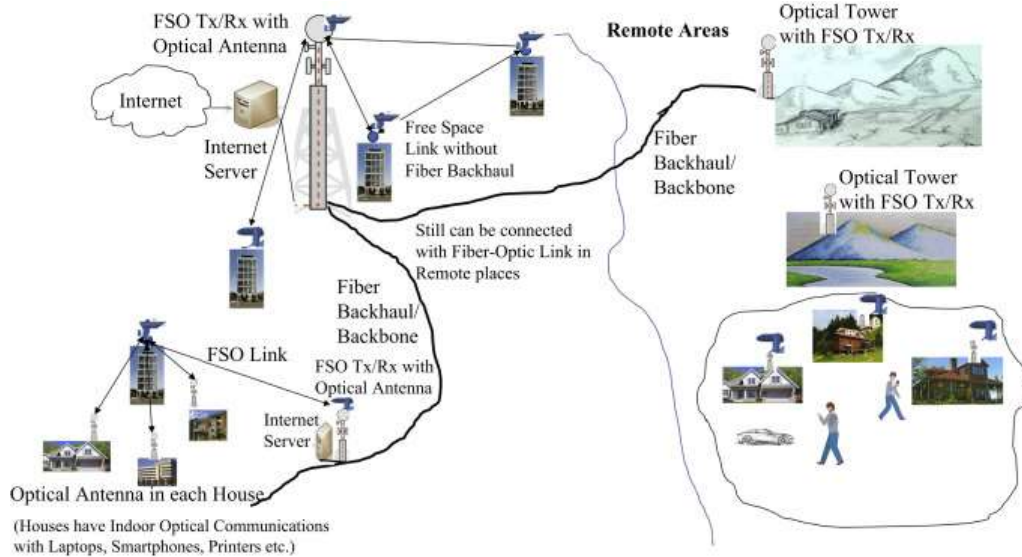 FSO Tx/Rx with
Optical Antenna
Internet
Internet
Server
Free Space
Link without
Fiber Backhaul
Remote Areas
Optical Tower
with FSO Tx/Rx
Fiber
Backhaul/
Backbone
Optical Tower
with FSO Tx/Rx
Still can be connected
with Fiber-Optic Link in
Remote places
Fiber
Backhaul/
Backbone
FSO Link
FSO Tx/Rx with
Optical Antenna
Internet
Server
Optical Antenna in each House
(Houses have Indoor Optical Communications
with Laptops, Smartphones, Printers etc.)